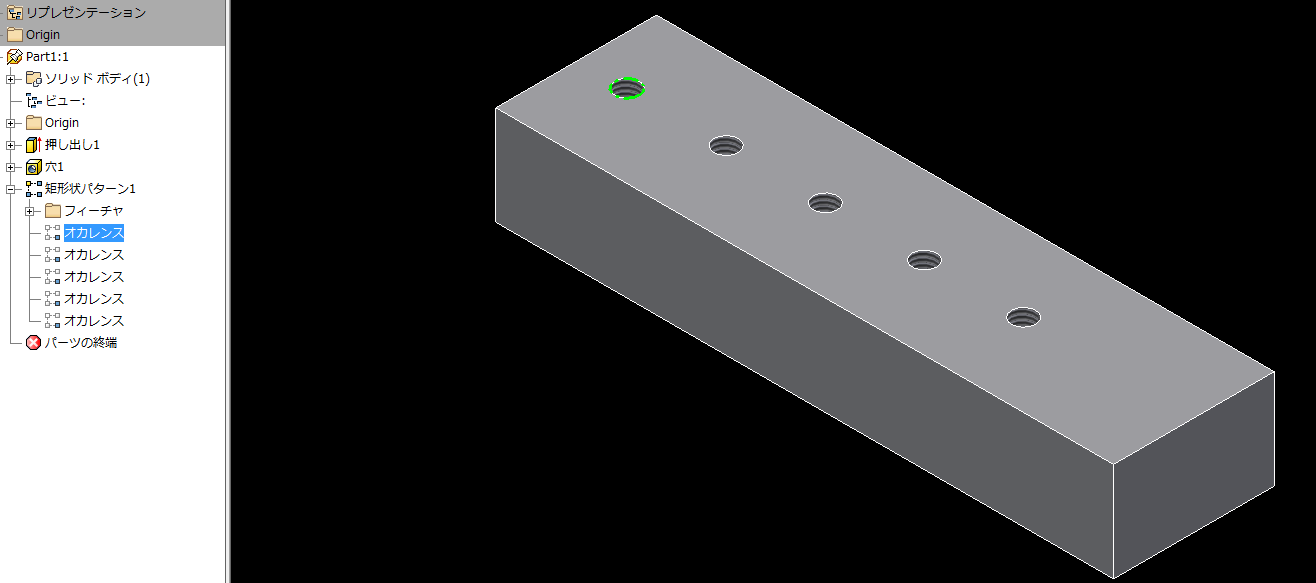 リプレゼンテーション
Origin
Part1:1
ソリッド ボディ(1)
ビュー:
Origin
押し出し1
穴1
矩形状パターン1
フィーチャ
オカレンス
オカレンス
オカレンス
オカレンス
オカレンス
パーツの終端